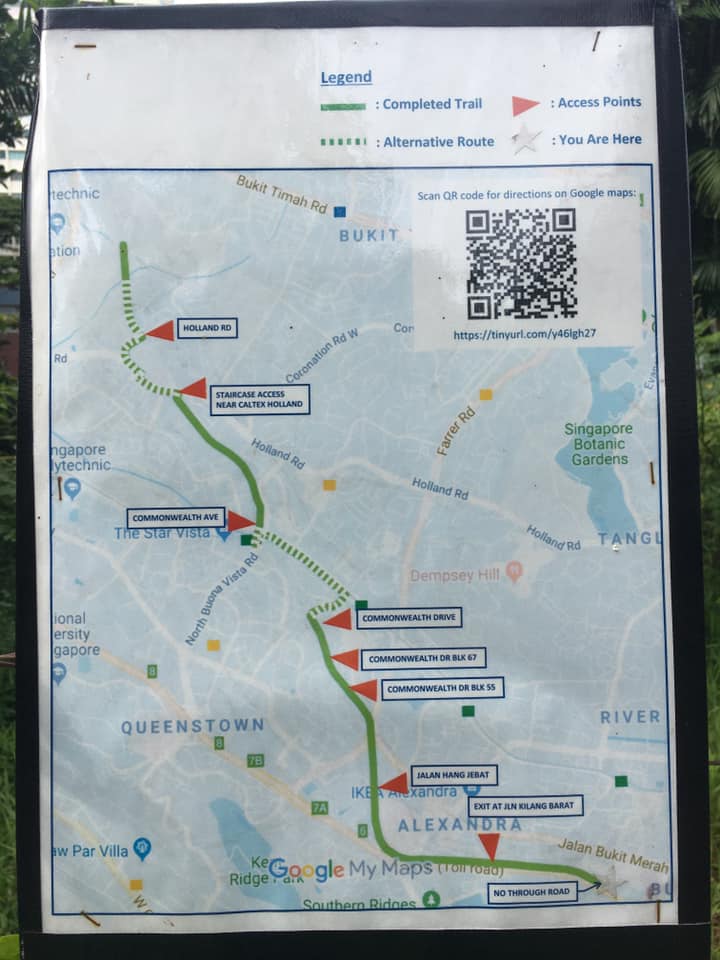 Legend
: Completed Trail
: Access Points
: Alternative Route
: You Are Here
technic
Bukit Timah Rd
Scan QR code for directions on Google maps:
ation
BUKIT
https://tinyurl.com/y46lgh27
HOLLAND RD
Rd
Coronation Rd W
Cor
Evans
STAIRCASE ACCESS
NEAR CALTEX HOLLAND
Farrer Rd
Singapore
Botanic
Gardens
ngapore
lytechnic
Holland Rd
Holland Rd
Holland Rd
COMMONWEALTH AVE
The Star Vista
TANGL
North Buona Vista Rd
Dempsey Hill
ional
ersity
gapore
COMMONWEALTH DRIVE
COMMONWEALTH DR BLK 67
8
COMMONWEALTH DR BLK 55
QUEENSTOWN
RIVER
8
7B
JALAN HANG JEBAT
IKEA Alexandra
EXIT AT JLN KILANG BARAT
7A
6
ALEXANDRA
aw Par Villa
Jalan Bukit Merah
Ke
Ridge Park
Google My Maps
(Toll road)
NO THROUGH ROAD
BU
W
Southern Ridges